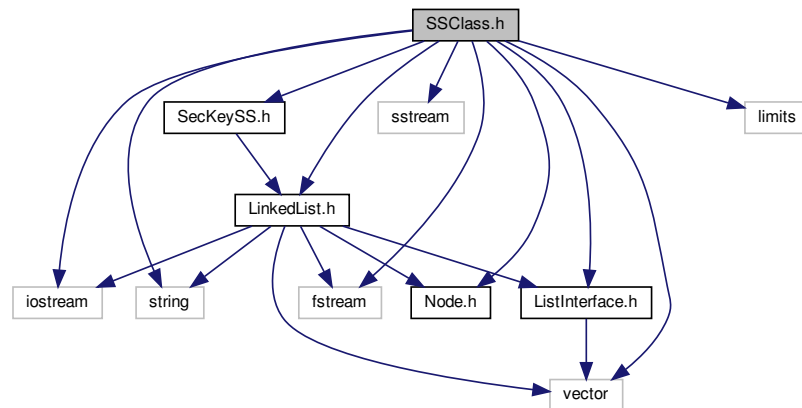 SSClass.h
SecKeySS.h
sstream
limits
LinkedList.h
iostream
string
fstream
Node.h
ListInterface.h
vector